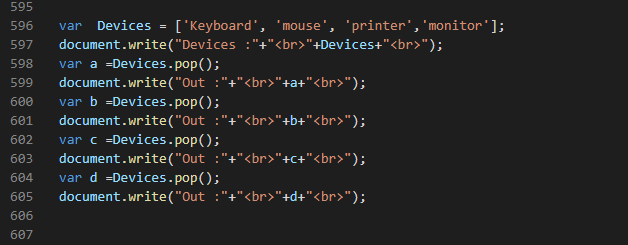 595
596 var  Devices = ['Keyboard', 'mouse', 'printer','monitor'];
597 document.write("Devices :"+"<br>"+Devices+"<br>");
598 var a =Devices.pop();
599 document.write("Out :"+"<br>"+a+"<br>");
600 var b =Devices.pop();
601 document.write("Out :"+"<br>"+b+"<br>");
602 var c =Devices.pop();
603 document.write("Out :"+"<br>"+c+"<br>");
604 var d =Devices.pop();
605 document.write("Out :"+"<br>"+d+"<br>");
606
607